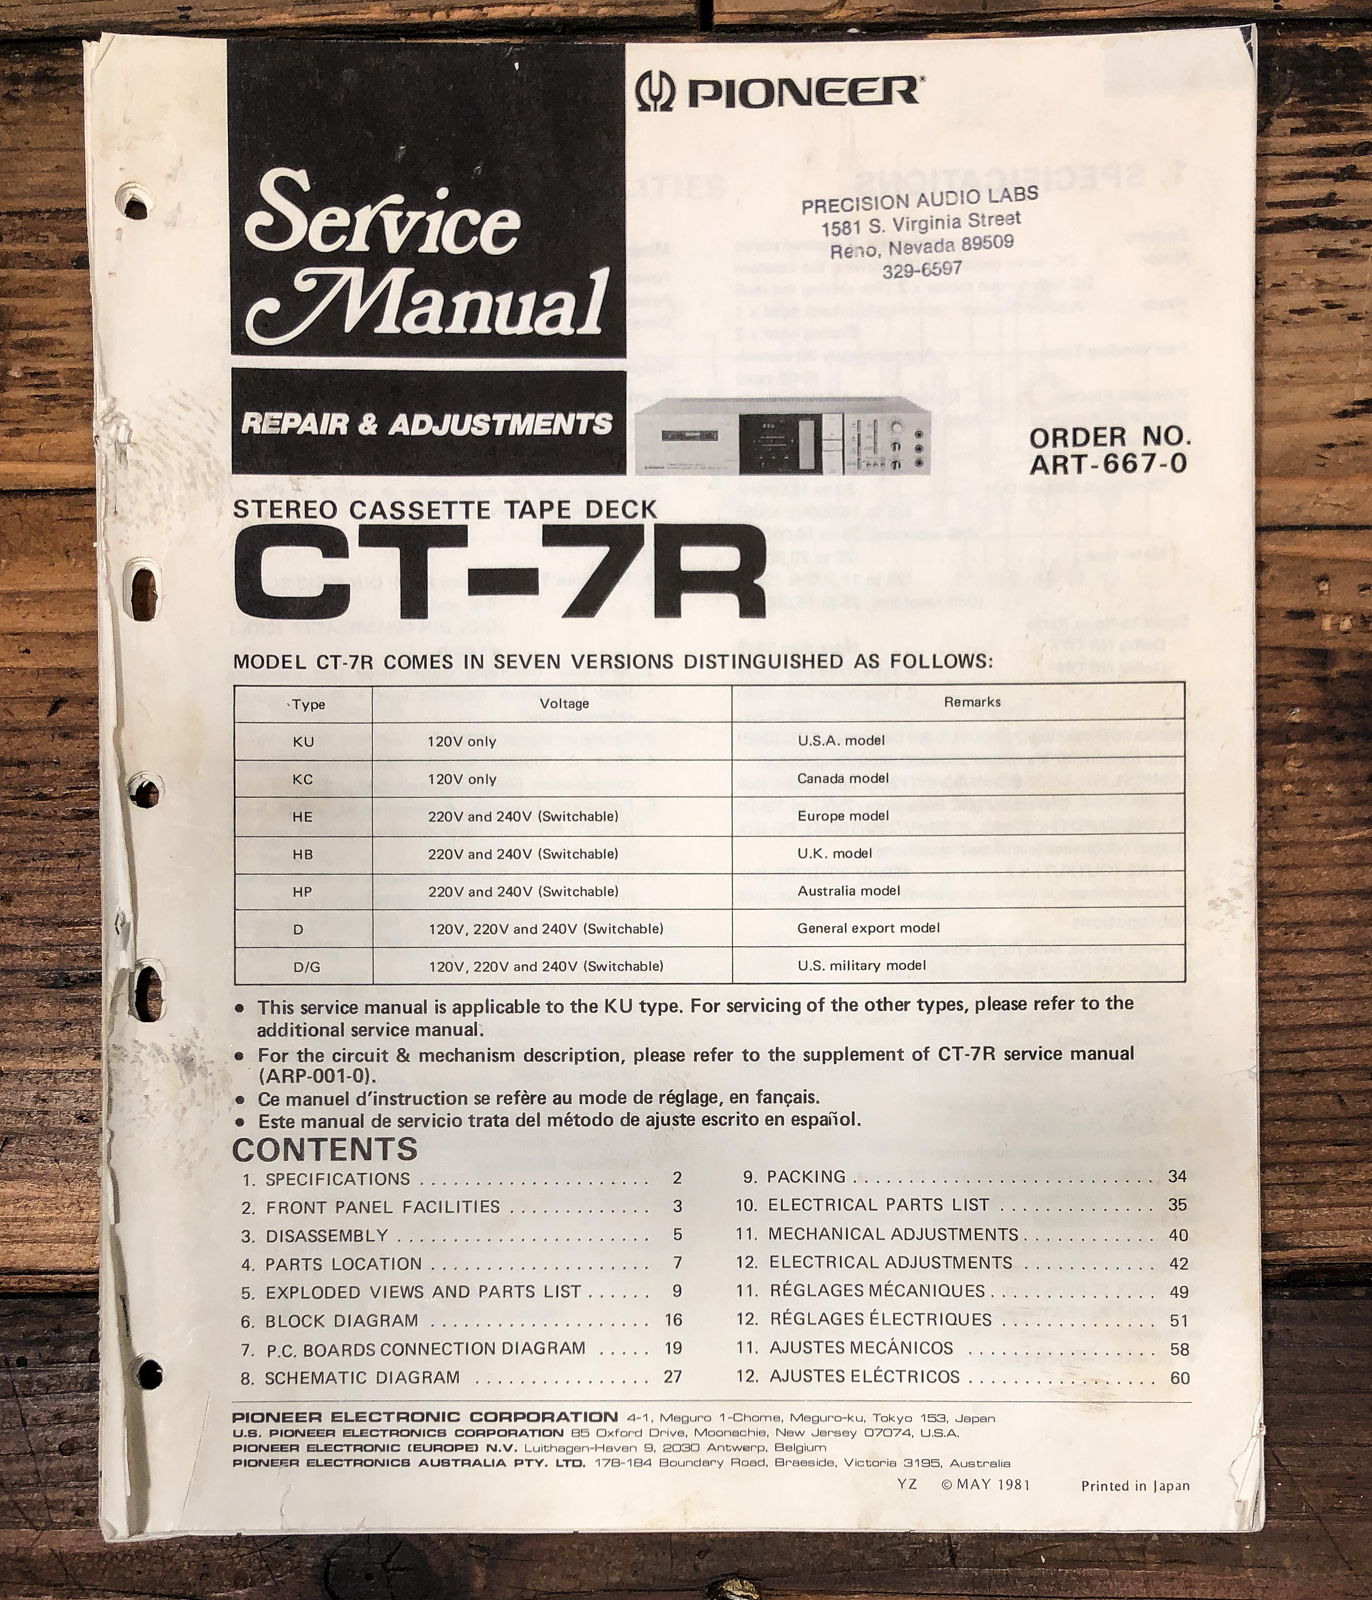 Service
Manual
PIONEER
PRECISION AUDIO LABS
1581 S. Virginia Street
Reno, Nevada 89509
329-6597
REPAIR & ADJUSTMENTS
ORDER NO.
ART-667-0
STEREO CASSETTE TAPE DECK
CT-7R
MODEL CT-7R COMES IN SEVEN VERSIONS DISTINGUISHED AS FOLLOWS:
Type Voltage Remarks
KU 120V only U.S.A. model
KC 120V only Canada model
HE 220V and 240V (Switchable) Europe model
HB 220V and 240V (Switchable) U.K. model
HP 220V and 240V (Switchable) Australia model
D 120V, 220V and 240V (Switchable) General export model
D/G 120V, 220V and 240V (Switchable) U.S. military model
● This service manual is applicable to the KU type. For servicing of the other types, please refer to the
additional service manual.
● For the circuit & mechanism description, please refer to the supplement of CT-7R service manual
(ARP-001-0).
● Ce manuel d'instruction se refère au mode de réglage, en français.
● Este manual de servicio trata del método de ajuste escrito en español.
CONTENTS
1. SPECIFICATIONS . . . . . . . . . . . . . . . . . . . . . 2
2. FRONT PANEL FACILITIES . . . . . . . . . . . . . 3
3. DISASSEMBLY . . . . . . . . . . . . . . . . . . . . . . . 5
4. PARTS LOCATION . . . . . . . . . . . . . . . . . . . . 7
5. EXPLODED VIEWS AND PARTS LIST . . . . . . 9
6. BLOCK DIAGRAM . . . . . . . . . . . . . . . . . . . . 16
7. P.C. BOARDS CONNECTION DIAGRAM . . . . . 19
8. SCHEMATIC DIAGRAM . . . . . . . . . . . . . . . . 27
9. PACKING . . . . . . . . . . . . . . . . . . . . . . . . . . . 34
10. ELECTRICAL PARTS LIST . . . . . . . . . . . . . . 35
11. MECHANICAL ADJUSTMENTS . . . . . . . . . . . . 40
12. ELECTRICAL ADJUSTMENTS . . . . . . . . . . . . 42
11. RÉGLAGES MÉCANIQUES . . . . . . . . . . . . . . . 49
12. RÉGLAGES ÉLECTRIQUES . . . . . . . . . . . . . . 51
11. AJUSTES MECÁNICOS . . . . . . . . . . . . . . . . . 58
12. AJUSTES ELÉCTRICOS . . . . . . . . . . . . . . . . . 60
PIONEER ELECTRONIC CORPORATION 4-1, Meguro 1-Chome, Meguro-ku, Tokyo 153, Japan
U.S. PIONEER ELECTRONICS CORPORATION 85 Oxford Drive, Moonachie, New Jersey 07074, U.S.A.
PIONEER ELECTRONIC (EUROPE) N.V. Luithagen-Haven 9, 2030 Antwerp, Belgium
PIONEER ELECTRONICS AUSTRALIA PTY. LTD. 178-184 Boundary Road, Braeside, Victoria 3195, Australia
YZ © MAY 1981 Printed in Japan